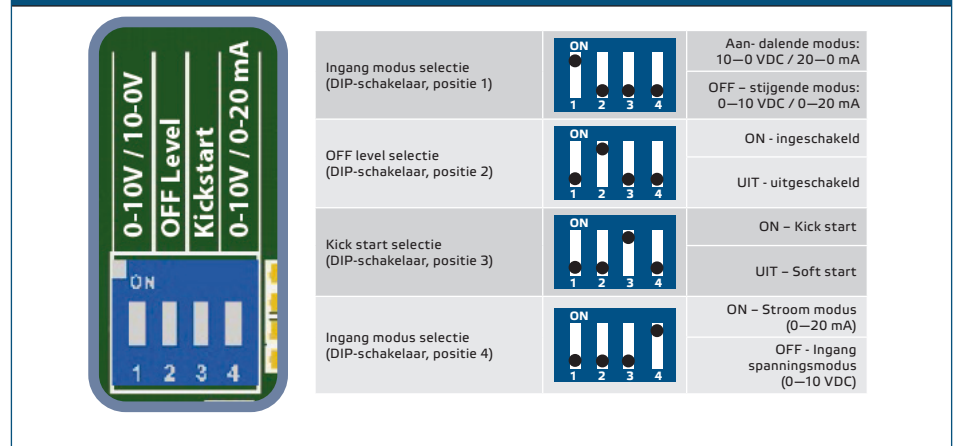 0-10V / 10-0V
OFF Level
Kickstart
0-10V / 0-20 mA
ON
1 2 3 4
Ingang modus selectie
(DIP-schakelaar, positie 1)
ON
1 2 3 4
Aan- dalende modus:
10—0 VDC / 20—0 mA
OFF – stijgende modus:
0—10 VDC / 0—20 mA
OFF level selectie
(DIP-schakelaar, positie 2)
ON
1 2 3 4
ON - ingeschakeld
UIT - uitgeschakeld
Kick start selectie
(DIP-schakelaar, positie 3)
ON
1 2 3 4
ON – Kick start
UIT – Soft start
Ingang modus selectie
(DIP-schakelaar, positie 4)
ON
1 2 3 4
ON – Stroom modus
(0—20 mA)
OFF - Ingang
spanningsmodus
(0—10 VDC)